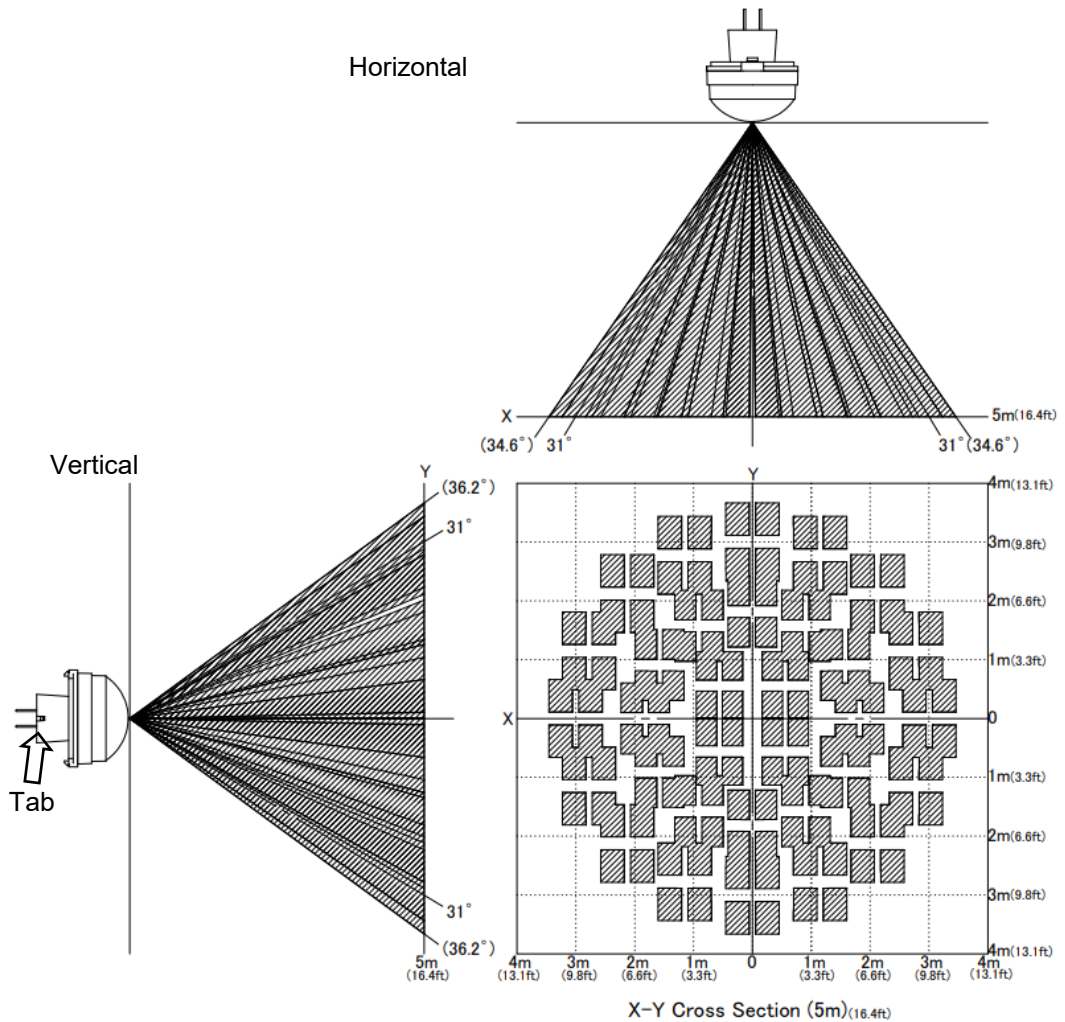 Horizontal
X
5m(16.4ft)
(34.6°) 31°
31°(34.6°)
Vertical
Y
(36.2°)
31°
31°
(36.2°)
5m
(16.4ft)
Tab
Y
4m(13.1ft)
3m(9.8ft)
2m(6.6ft)
1m(3.3ft)
X
0
1m(3.3ft)
2m(6.6ft)
3m(9.8ft)
4m(13.1ft)
4m 3m 2m 1m 0 1m 2m 3m 4m
(13.1ft) (9.8ft) (6.6ft) (3.3ft) (3.3ft) (6.6ft) (9.8ft) (13.1ft)
X-Y Cross Section (5m)(16.4ft)